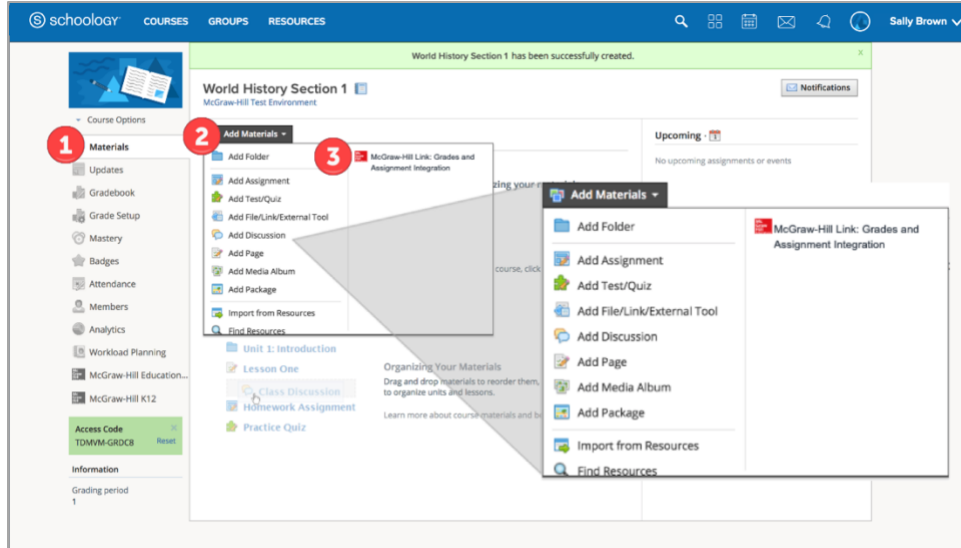 schoology
COURSES
GROUPS
RESOURCES
Sally Brown
World History Section 1 has been successfully created.
×
World History Section 1
McGraw-Hill Test Environment
Notifications
Course Options
1
Materials
Updates
Gradebook
Grade Setup
Mastery
Badges
Attendance
Members
Analytics
Workload Planning
McGraw-Hill Education...
McGraw-Hill K12
Access Code
×
TDMVM-GRDC8
Reset
Information
Grading period
1
2
Add Materials
Add Folder
Add Assignment
Add Test/Quiz
Add File/Link/External Tool
Add Discussion
Add Page
Add Media Album
Add Package
Import from Resources
Find Resources
3
McGraw-Hill Link: Grades and
Assignment Integration
course, click
Unit 1: Introduction
Lesson One
Class Discussion
Homework Assignment
Practice Quiz
Organizing Your Materials
Drag and drop materials to reorder them,
to organize units and lessons.
Learn more about course materials and
Upcoming
No upcoming assignments or events
Add Materials
Add Folder
Add Assignment
Add Test/Quiz
Add File/Link/External Tool
Add Discussion
Add Page
Add Media Album
Add Package
Import from Resources
Find Resources
McGraw-Hill Link: Grades and
Assignment Integration